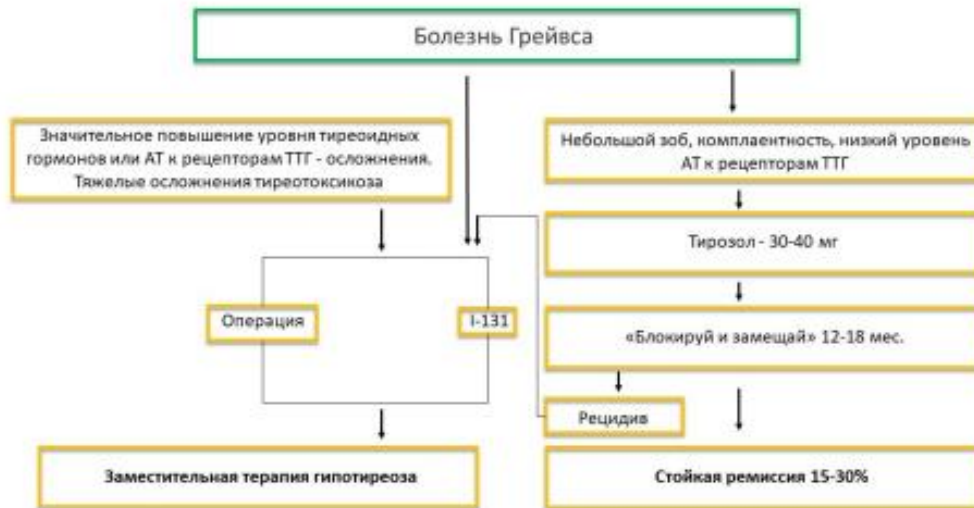 Болезнь Грейвса
Значительное повышение уровня тиреоидных
гормонов или АТ к рецепторам ТТГ - осложнения.
Тяжелые осложнения тиреотоксикоза
Небольшой зоб, комплаентность, низкий уровень
АТ к рецепторам ТТГ
Тирозол - 30-40 мг
Операция
I-131
«Блокируй и замещай» 12-18 мес.
Рецидив
Заместительная терапия гипотиреоза
Стойкая ремиссия 15-30%